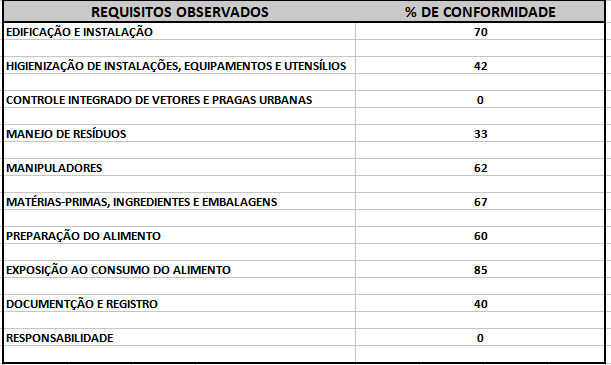 REQUISITOS OBSERVADOS % DE CONFORMIDADE
EDIFICAÇÃO E INSTALAÇÃO 70
HIGIENIZAÇÃO DE INSTALAÇÕES, EQUIPAMENTOS E UTENSÍLIOS 42
CONTROLE INTEGRADO DE VETORES E PRAGAS URBANAS 0
MANEJO DE RESÍDUOS 33
MANIPULADORES 62
MATÉRIAS-PRIMAS, INGREDIENTES E EMBALAGENS 67
PREPARAÇÃO DO ALIMENTO 60
EXPOSIÇÃO AO CONSUMO DO ALIMENTO 85
DOCUMENTÇÃO E REGISTRO 40
RESPONSABILIDADE 0